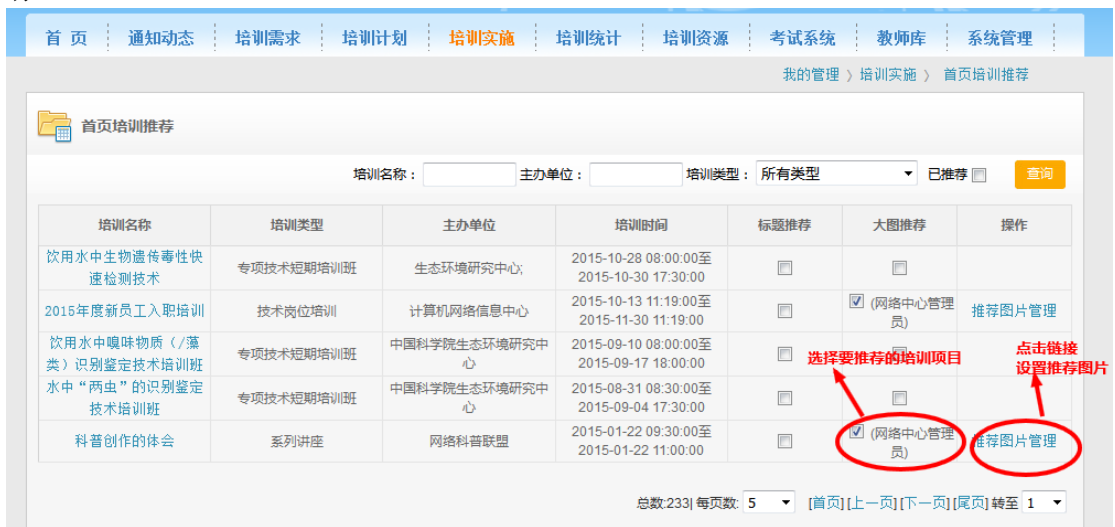 首 页 通知动态 培训需求 培训计划 培训实施 培训统计 培训资源 考试系统 教师库 系统管理
我的管理 〉 培训实施 〉 首页培训推荐
首页培训推荐
培训名称： 主办单位： 培训类型： 所有类型 已推荐 查询
培训名称 培训类型 主办单位 培训时间 标题推荐 大图推荐 操作
饮用水中生物遗传毒性快
速检测技术
专项技术短期培训班
生态环境研究中心;
2015-10-28 08:00:00至
2015-10-30 17:30:00
2015年度新员工入职培训
技术岗位培训
计算机网络信息中心
2015-10-13 11:19:00至
2015-11-30 11:19:00
(网络中心管理
员)
推荐图片管理
饮用水中嗅味物质（/藻
类）识别鉴定技术培训班
专项技术短期培训班
中国科学院生态环境研究中
心
2015-09-10 08:00:00至
2015-09-17 18:00:00
选择要推荐的培训项目
点击链接
设置推荐图片
水中“两虫”的识别鉴定
技术培训班
专项技术短期培训班
中国科学院生态环境研究中
心
2015-08-31 08:30:00至
2015-09-04 17:30:00
科普创作的体会
系列讲座
网络科普联盟
2015-01-22 09:30:00至
2015-01-22 11:00:00
(网络中心管理
员)
推荐图片管理
总数:233| 每页数: 5 [首页] [上一页] [下一页] [尾页] 转至 1